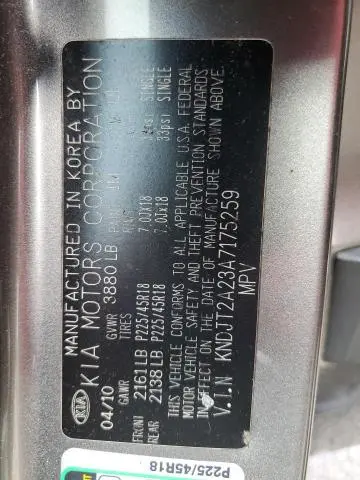 MANUFACTURED IN KOREA BY
KIA MOTORS CORPORATION
KIA
04/10
GVWR 3880 LB
GAWR TIRES
FRONT 2161 LB P225/45R18 7.0Jx18 SINGLE
REAR 2138 LB P225/45R18 7.0Jx18 33psi SINGLE
THIS VEHICLE CONFORMS TO ALL APPLICABLE U.S.A. FEDERAL
MOTOR VEHICLE SAFETY AND THEFT PREVENTION STANDARDS
IN EFFECT ON THE DATE OF MANUFACTURE SHOWN ABOVE.
V.I.N KNDJT2A23A7175259
MPV
P225/45R18